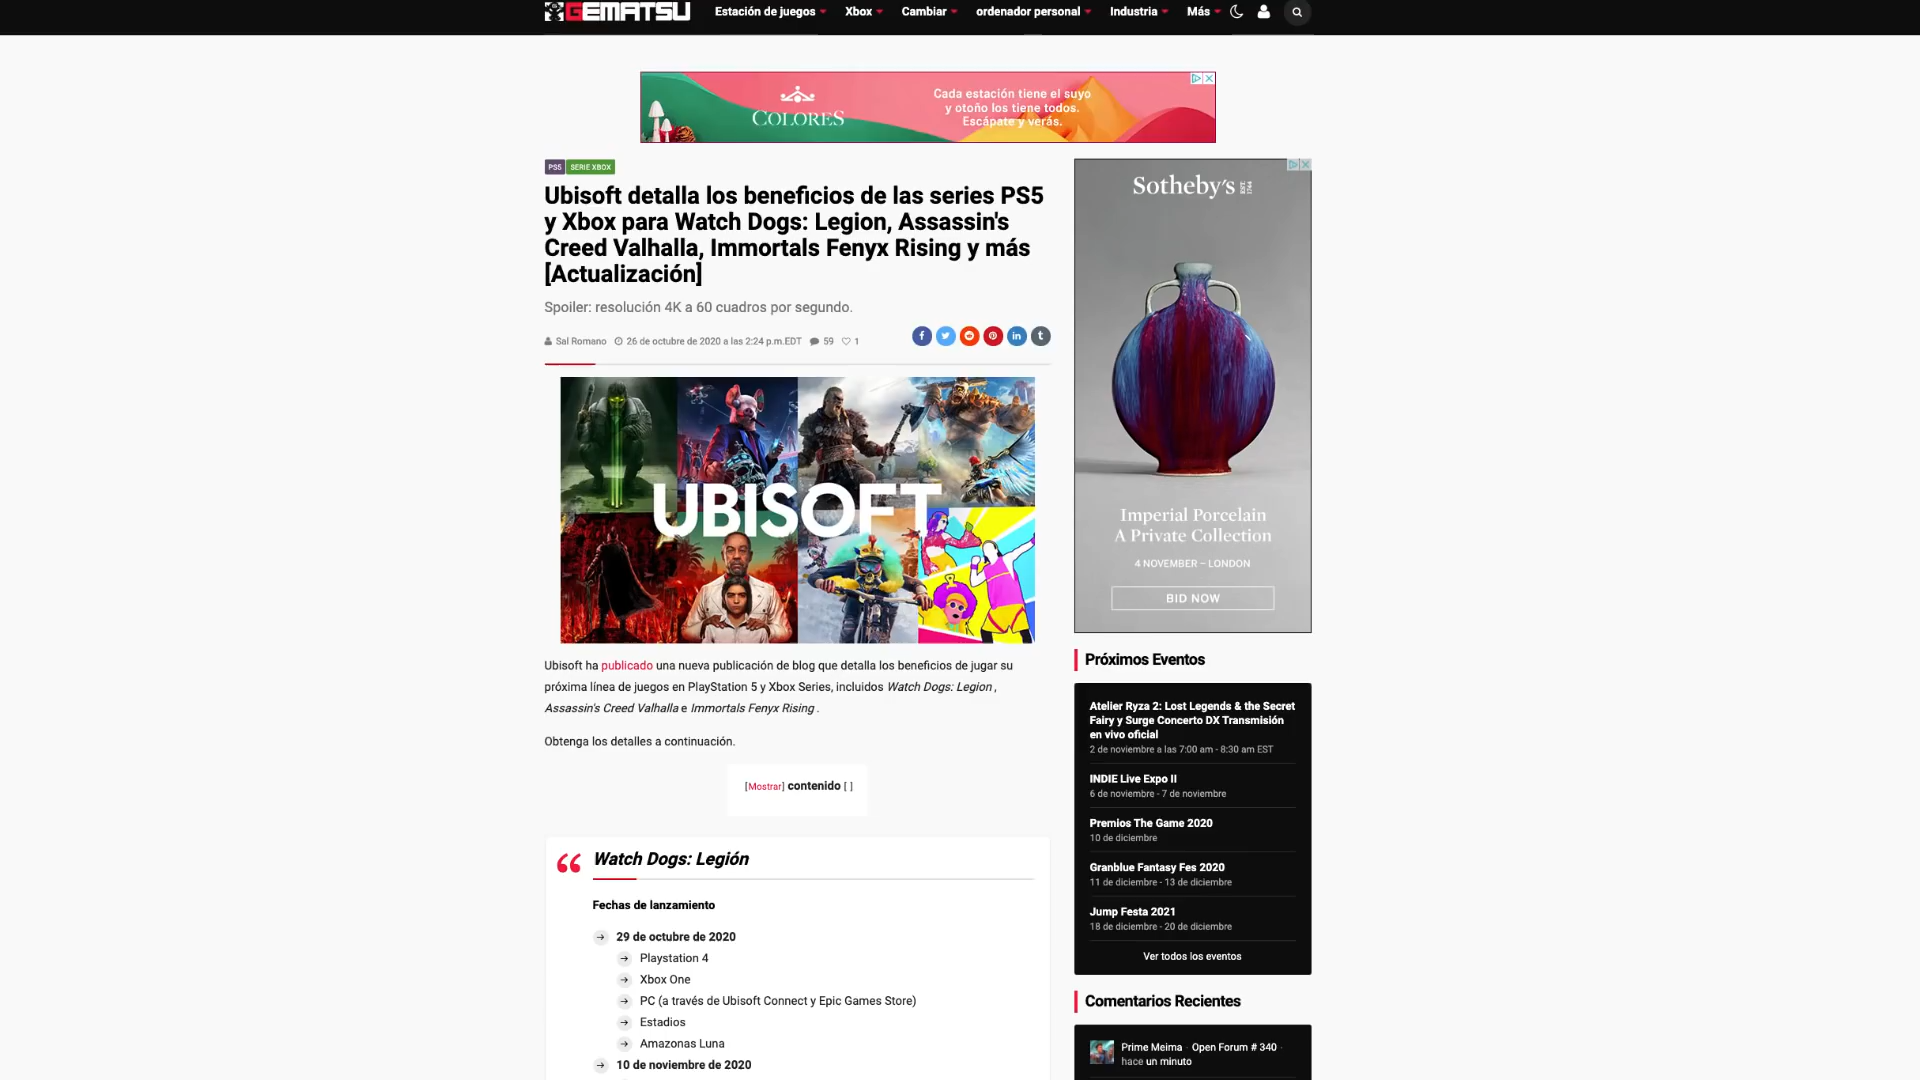 GEMATSU
Estación de juegos
Xbox
Cambiar
ordenador personal
Industria
Más
COLORES
Cada estación tiene el suyo
y otoño los tiene todos.
Escápate y verás.
PS5
SERIE XBOX
Ubisoft detalla los beneficios de las series PS5
y Xbox para Watch Dogs: Legion, Assassin's
Creed Valhalla, Immortals Fenyx Rising y más
[Actualización]
Spoiler: resolución 4K a 60 cuadros por segundo.
Sal Romano
26 de octubre de 2020 a las 2:24 p.m.EDT
59
1
UBISOFT
Ubisoft ha publicado una nueva publicación de blog que detalla los beneficios de jugar su
próxima línea de juegos en PlayStation 5 y Xbox Series, incluidos Watch Dogs: Legion ,
Assassin's Creed Valhalla e Immortals Fenyx Rising .
Obtenga los detalles a continuación.
[Mostrar] contenido [ ]
Watch Dogs: Legión
Fechas de lanzamiento
29 de octubre de 2020
Playstation 4
Xbox One
PC (a través de Ubisoft Connect y Epic Games Store)
Estadios
Amazonas Luna
10 de noviembre de 2020
Sotheby's EST. 1744
Imperial Porcelain
A Private Collection
4 NOVEMBER – LONDON
BID NOW
Próximos Eventos
Atelier Ryza 2: Lost Legends & the Secret
Fairy y Surge Concerto DX Transmisión
en vivo oficial
2 de noviembre a las 7:00 am - 8:30 am EST
INDIE Live Expo II
6 de noviembre - 7 de noviembre
Premios The Game 2020
10 de diciembre
Granblue Fantasy Fes 2020
11 de diciembre - 13 de diciembre
Jump Festa 2021
18 de diciembre - 20 de diciembre
Ver todos los eventos
Comentarios Recientes
Prime Meima · Open Forum # 340 ·
hace un minuto